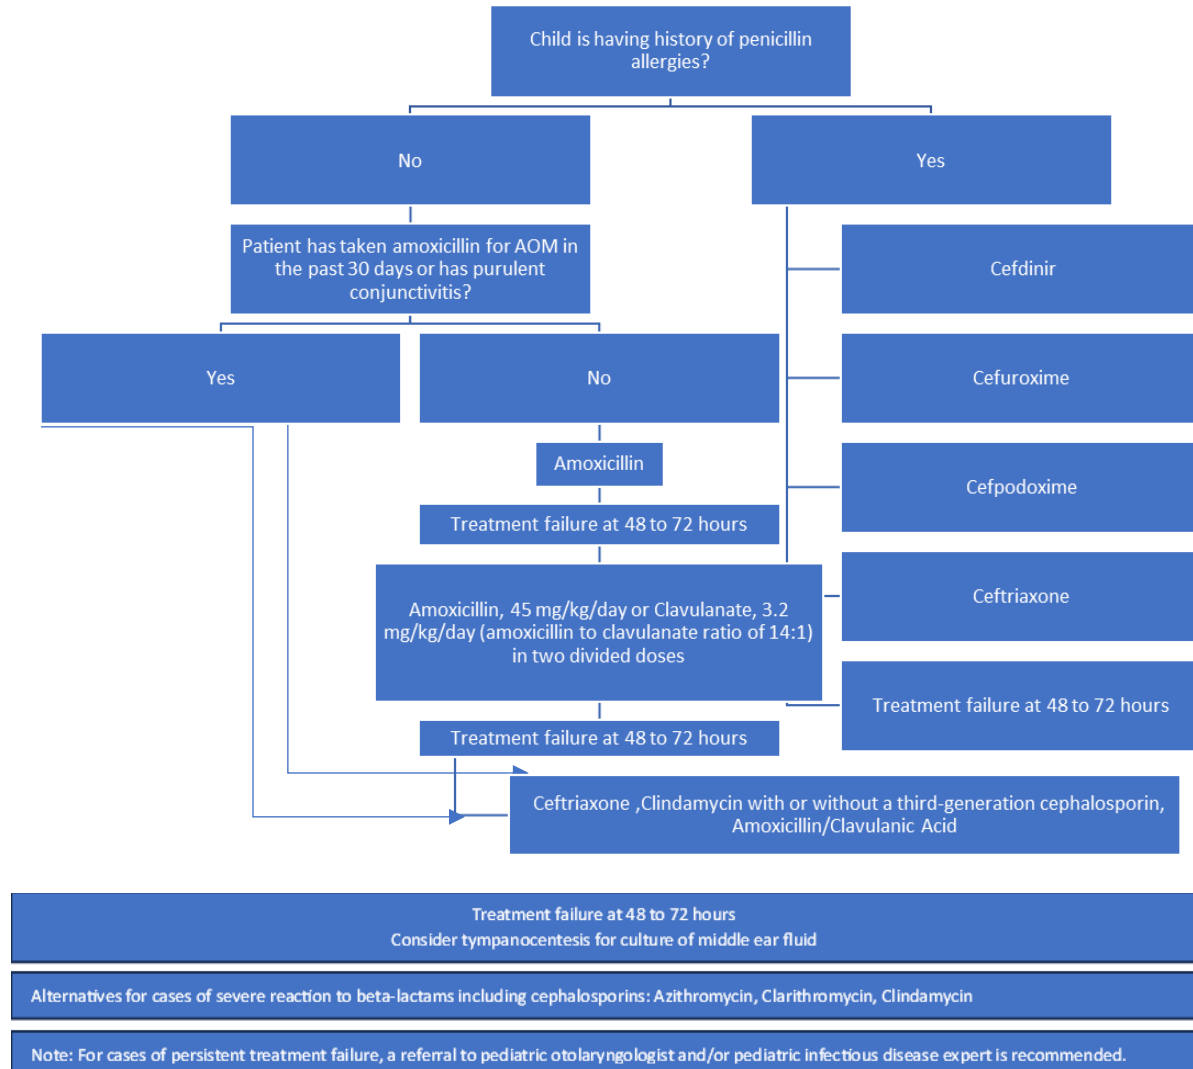 Child is having history of penicillin
allergies?
No
Yes
Patient has taken amoxicillin for AOM in
the past 30 days or has purulent
conjunctivitis?
Yes
No
Amoxicillin
Treatment failure at 48 to 72 hours
Amoxicillin, 45 mg/kg/day or Clavulanate, 3.2
mg/kg/day (amoxicillin to clavulanate ratio of 14:1)
in two divided doses
Treatment failure at 48 to 72 hours
Cefdinir
Cefuroxime
Cefpodoxime
Ceftriaxone
Treatment failure at 48 to 72 hours
Ceftriaxone ,Clindamycin with or without a third-generation cephalosporin,
Amoxicillin/Clavulanic Acid
Treatment failure at 48 to 72 hours
Consider tympanocentesis for culture of middle ear fluid
Alternatives for cases of severe reaction to beta-lactams including cephalosporins: Azithromycin, Clarithromycin, Clindamycin
Note: For cases of persistent treatment failure, a referral to pediatric otolaryngologist and/or pediatric infectious disease expert is recommended.